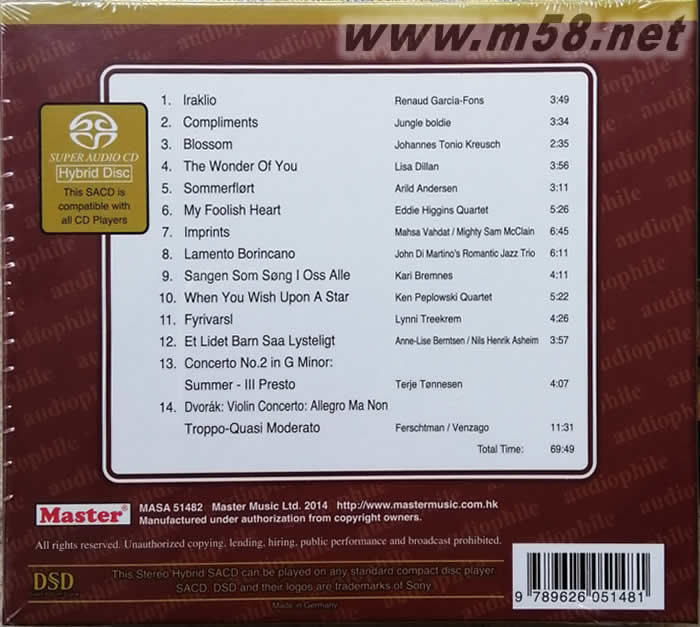 www.m58.net
SUPER AUDIO CD
Hybrid Disc
This SACD is
compatible with
all CD Players
1. Iraklio Renaud Garcia-Fons 3:49
2. Compliments Jungle boldie 3:34
3. Blossom Johannes Tonio Kreusch 2:35
4. The Wonder Of You Lisa Dillan 3:56
5. Sommerflørt Arild Andersen 3:11
6. My Foolish Heart Eddie Higgins Quartet 5:26
7. Imprints Mahsa Vahdat / Mighty Sam McClain 6:45
8. Lamento Borincano John Di Martino's Romantic Jazz Trio 6:11
9. Sangen Som Søng I Oss Alle Kari Bremnes 4:11
10. When You Wish Upon A Star Ken Peplowski Quartet 5:22
11. Fyrivarsl Lynni Treekrem 4:26
12. Et Lidet Barn Saa Lysteligt Anne-Lise Berntsen / Nils Henrik Asheim 3:57
13. Concerto No.2 in G Minor:
Summer - III Presto Terje Tønnesen 4:07
14. Dvorák: Violin Concerto: Allegro Ma Non
Troppo-Quasi Moderato Ferschtman / Venzago 11:31
Total Time: 69:49
Master®
MASA 51482 Master Music Ltd. 2014 http://www.mastermusic.com.hk
Manufactured under authorization from copyright owners.
All rights reserved. Unauthorized copying, lending, hiring, public performance and broadcast prohibited.
DSD
This Stereo Hybrid SACD can be played on any standard compact disc player
SACD, DSD and their logos are trademarks of Sony
Made in Germany
9 789626 051481
audiophile
audiophile
audiophile
audiophile
audiophile